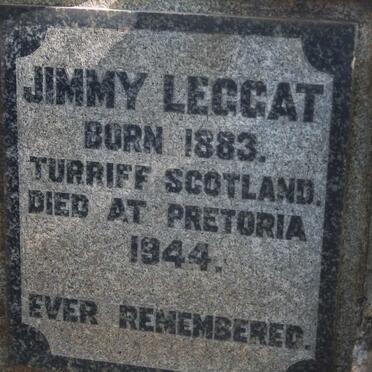 JIMMY LEGGAT
BORN 1883.
TURRIFF SCOTLAND.
DIED AT PRETORIA
1944.
EVER REMEMBERED.